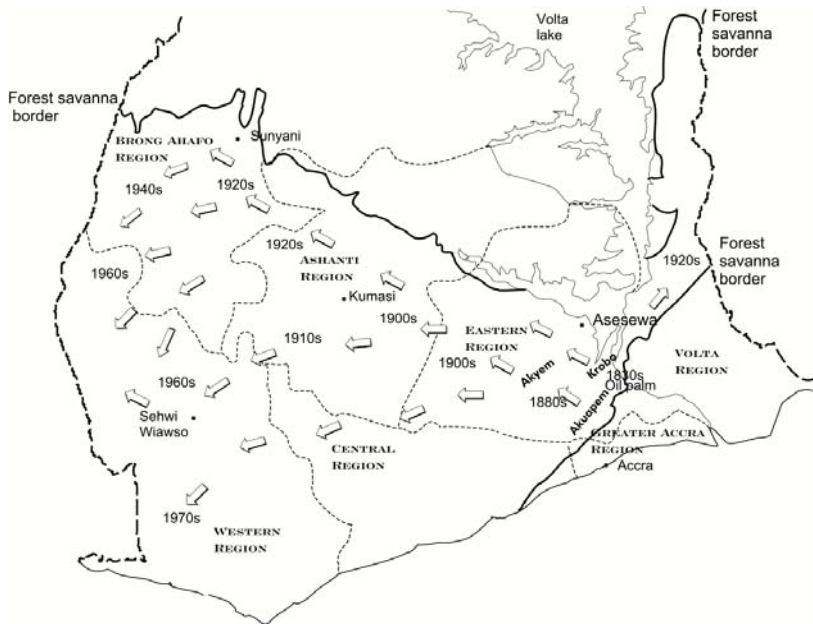 Volta
lake
Forest
savanna
border
Forest savanna
border
Sunyani
BRONG AHAFO
REGION
1940s
1920s
1920s
ASHANTI
REGION
1960s
Kumasi
1900s
1910s
EASTERN
REGION
1900s
Asesewa
1920s
Forest
savanna
border
Akyem
Krobo
1830s
Oil palm
1880s
Akuapem
VOLTA
REGION
1960s
Sehwi
Wiawso
CENTRAL
REGION
GREATER ACCRA
REGION
Accra
1970s
WESTERN
REGION